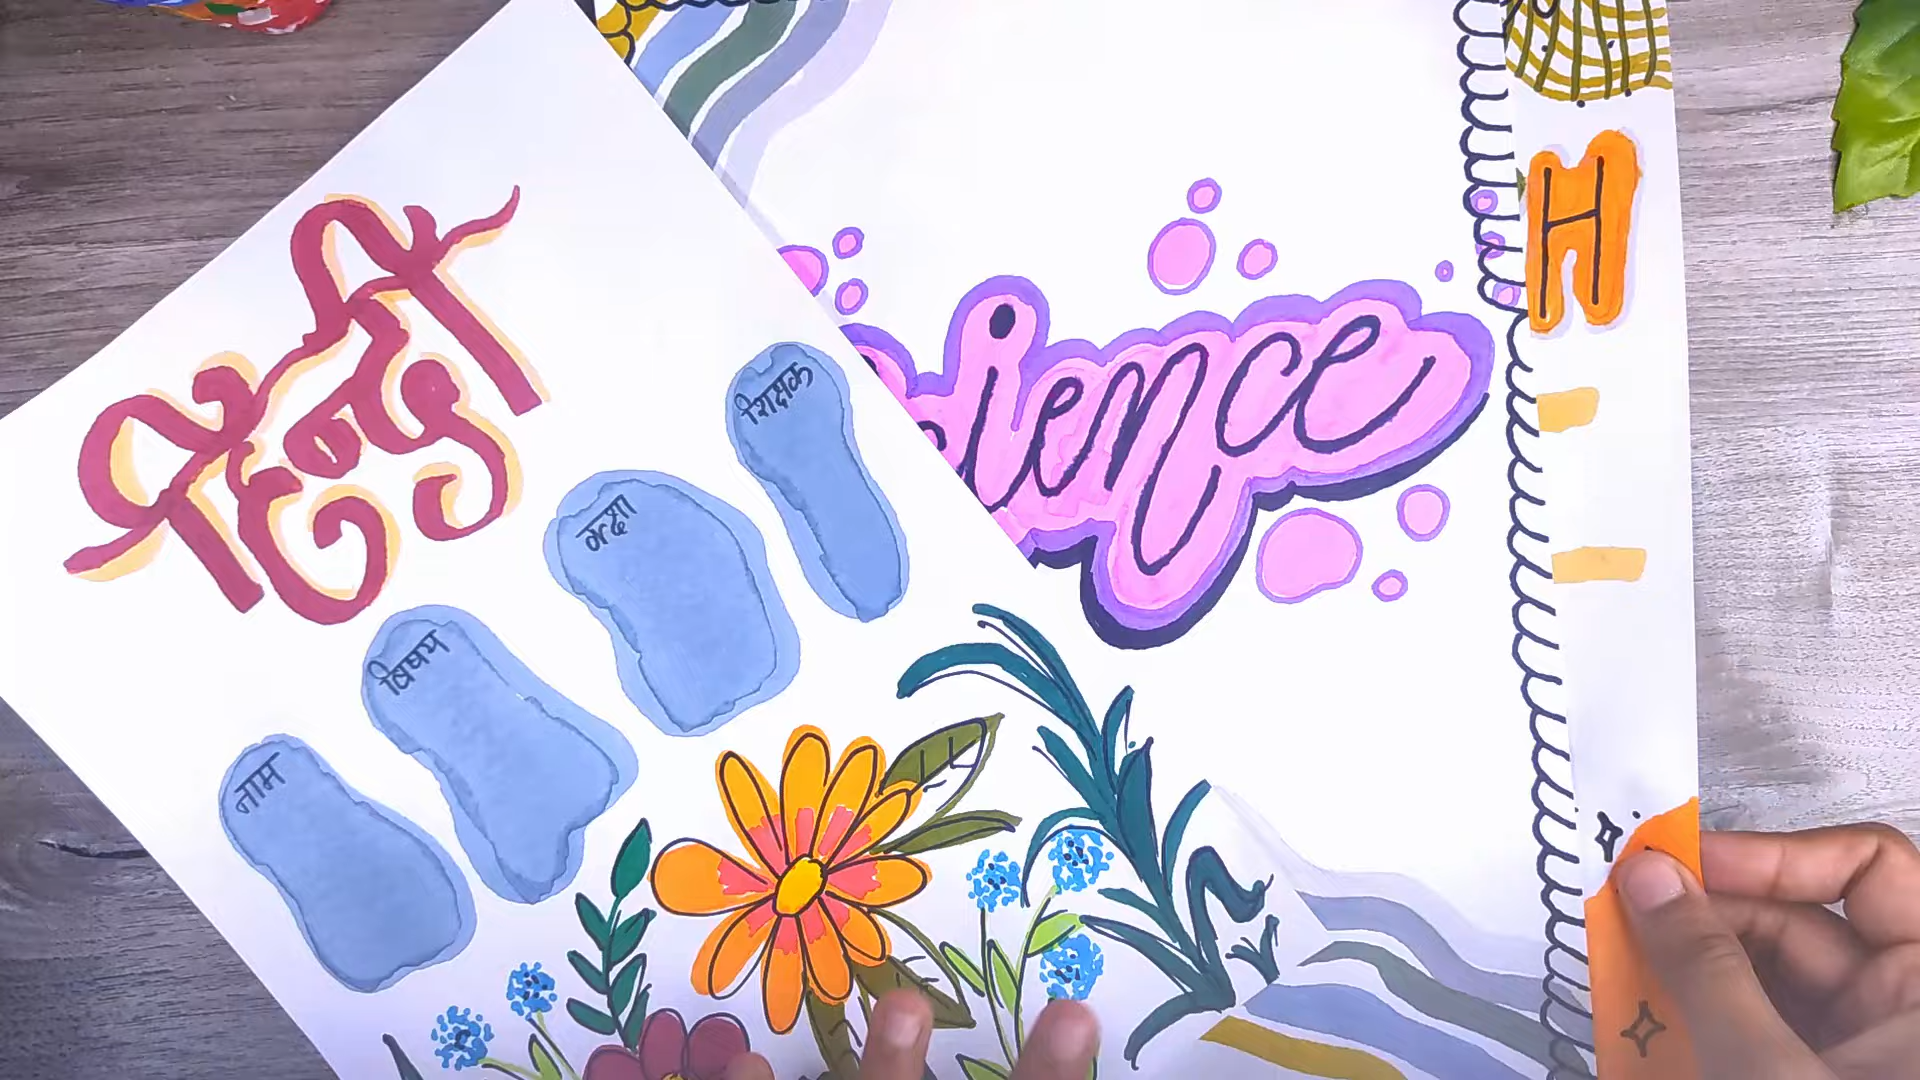 हिन्दी
नाम
विषय
कक्षा
शिक्षक
ience
H